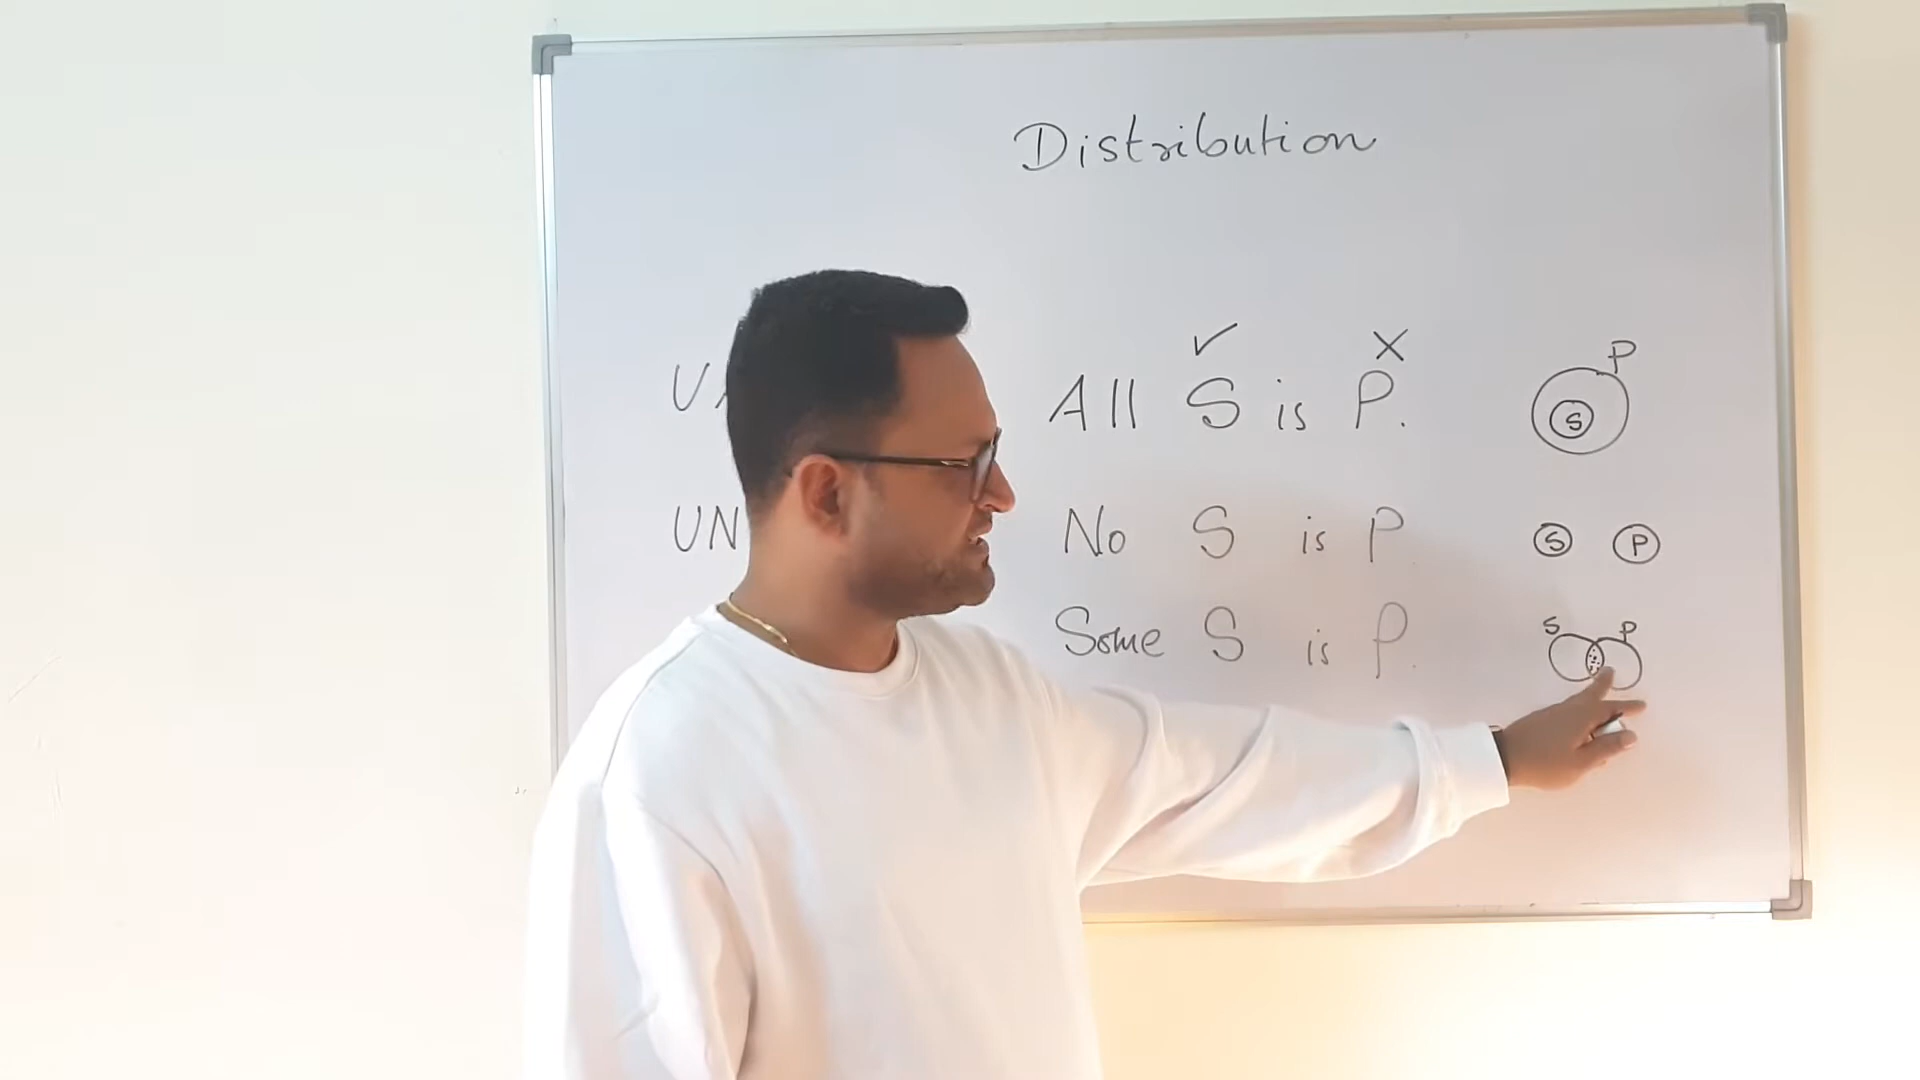 Distribution
✓ X
All S is P. P S
UN No S is P. S P
Some S is P. S P